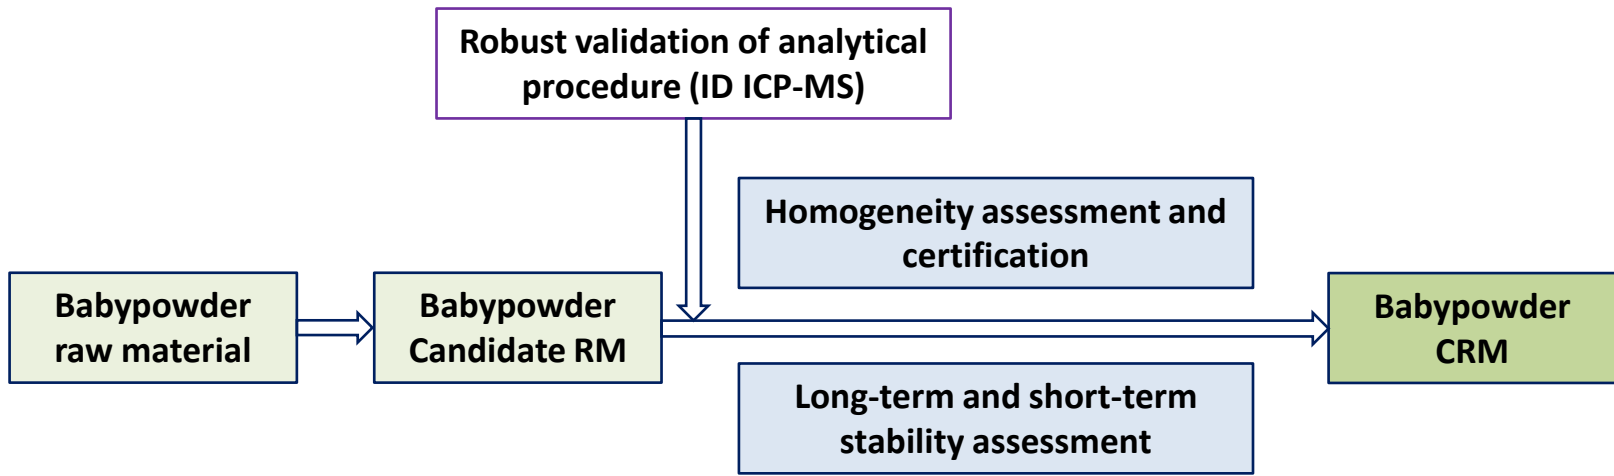 Robust validation of analytical
procedure (ID ICP-MS)
Homogeneity assessment and
certification
Babypowder
raw material
Babypowder
Candidate RM
Babypowder
CRM
Long-term and short-term
stability assessment